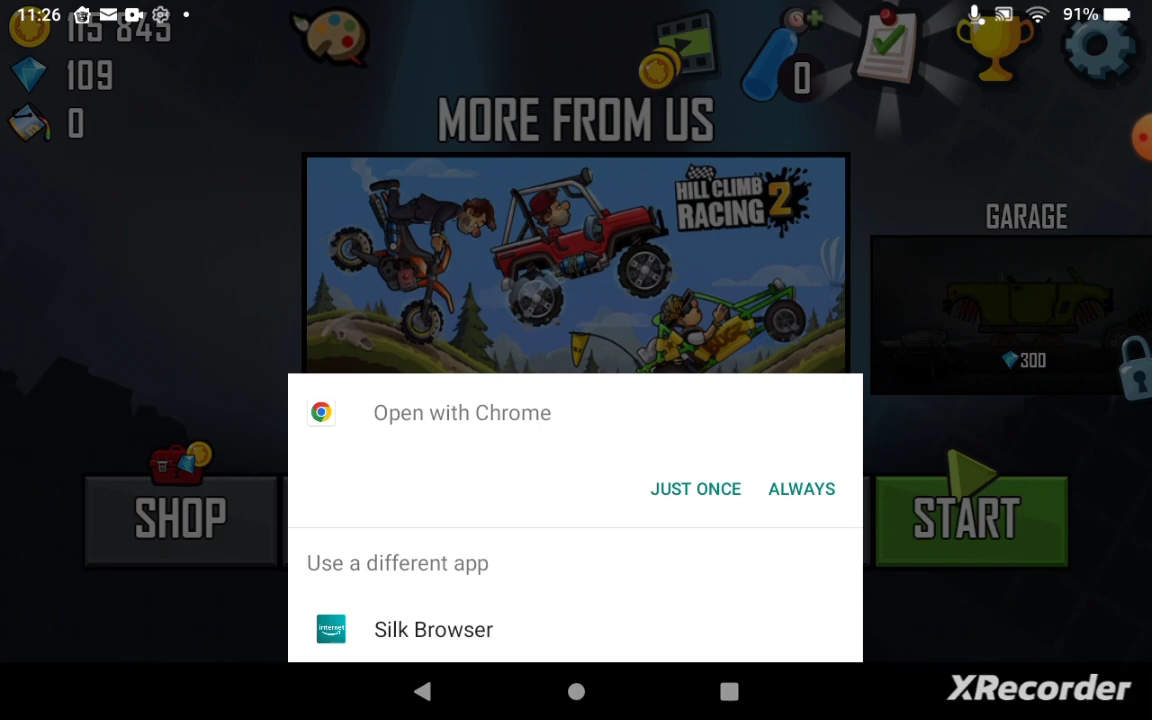 11:26
91%
115 845
109
0
0
MORE FROM US
HILL CLIMB
RACING 2
GARAGE
300
Open with Chrome
JUST ONCE
ALWAYS
SHOP
START
Use a different app
internet
Silk Browser
XRecorder